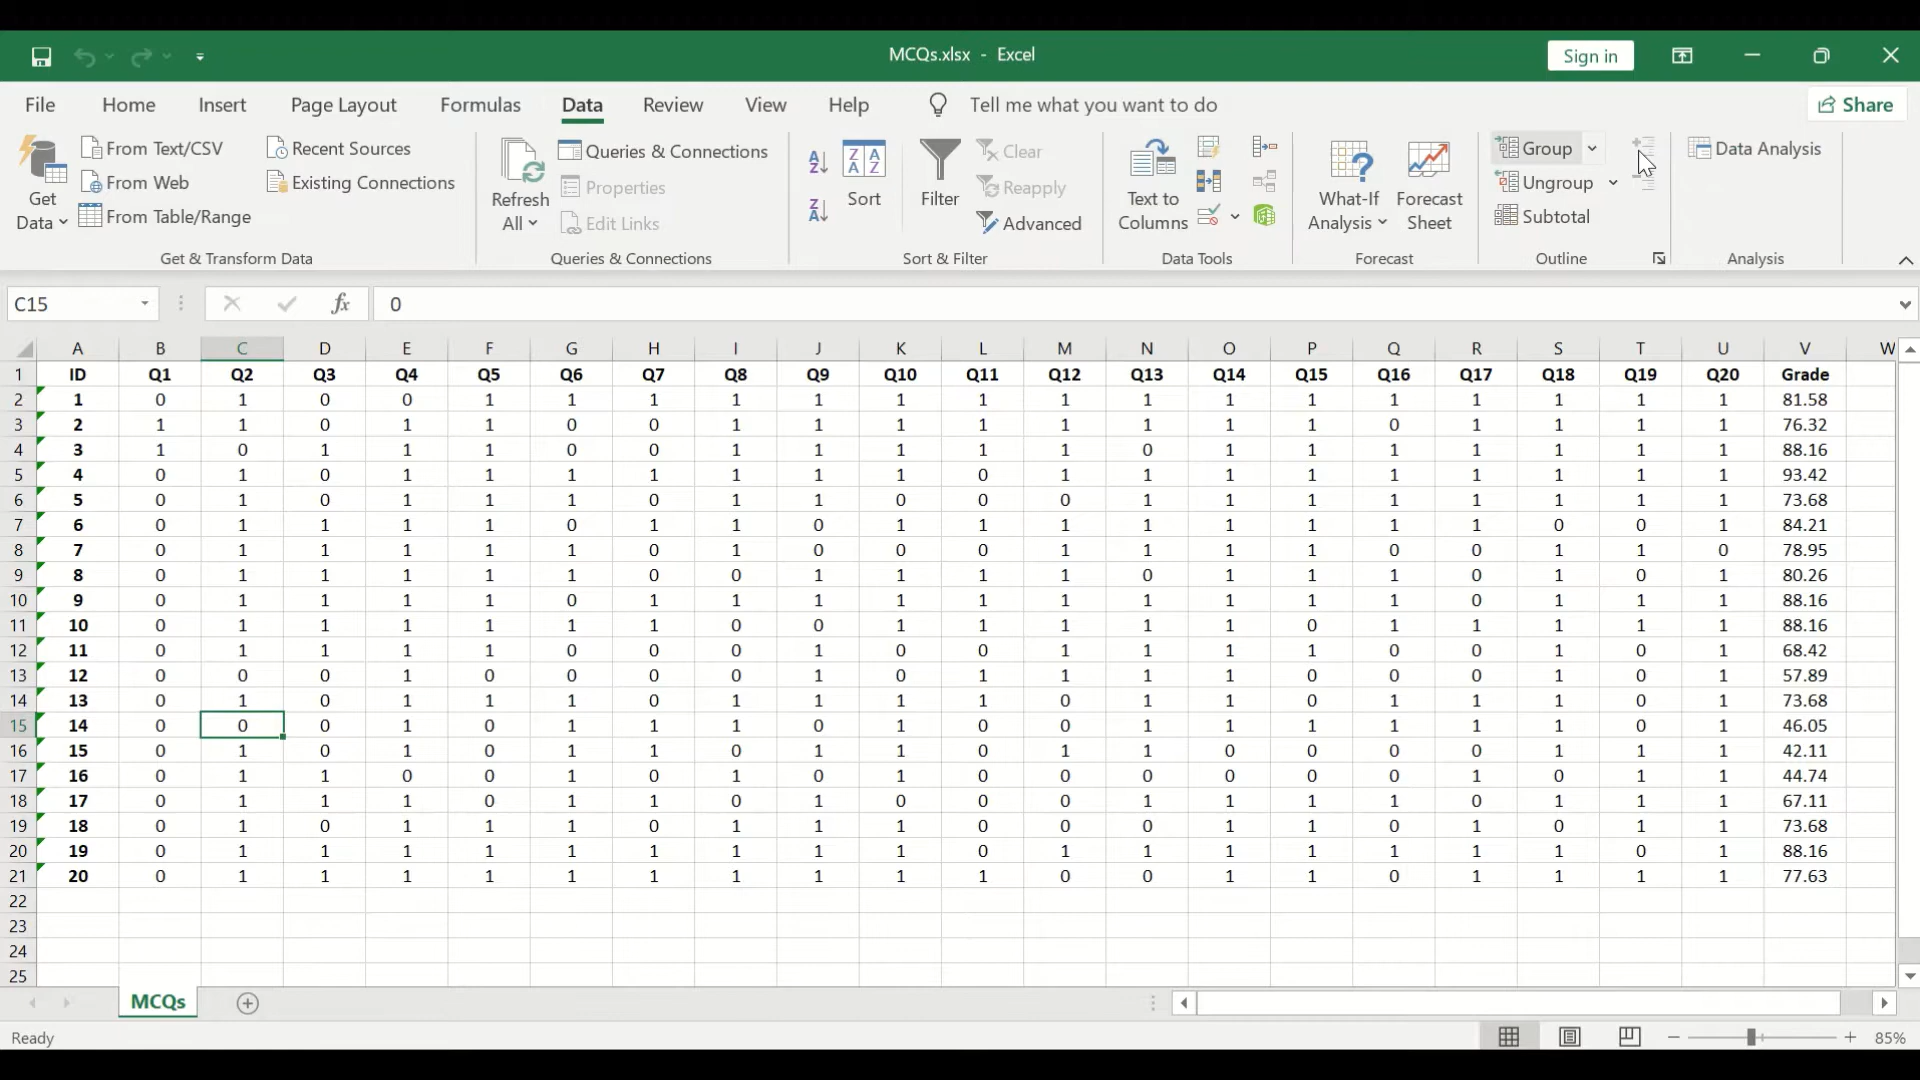 MCQs.xlsx - Excel
Sign in
File Home Insert Page Layout Formulas Data Review View Help Tell me what you want to do Share
Get Data From Text/CSV From Web From Table/Range Recent Sources Existing Connections
Get & Transform Data
Refresh All Queries & Connections Properties Edit Links
Queries & Connections
Sort Filter Clear Reapply Advanced
Sort & Filter
Text to Columns
Data Tools
What-If Analysis Forecast Sheet
Forecast
Group Ungroup Subtotal
Outline
Data Analysis
Analysis
C15 fx 0
A B C D E F G H I J K L M N O P Q R S T U V W
1 ID Q1 Q2 Q3 Q4 Q5 Q6 Q7 Q8 Q9 Q10 Q11 Q12 Q13 Q14 Q15 Q16 Q17 Q18 Q19 Q20 Grade
2 1 0 1 0 0 1 1 1 1 1 1 1 1 1 1 1 1 1 1 1 1 81.58
3 2 1 1 0 1 1 0 0 1 1 1 1 1 1 1 1 0 1 1 1 1 76.32
4 3 1 0 1 1 1 0 0 1 1 1 1 1 0 1 1 1 1 1 1 1 88.16
5 4 0 1 0 1 1 1 1 1 1 1 0 1 1 1 1 1 1 1 1 1 93.42
6 5 0 1 0 1 1 1 0 1 1 0 0 0 1 1 1 1 1 1 1 1 73.68
7 6 0 1 1 1 1 0 1 1 0 1 1 1 1 1 1 1 1 0 0 1 84.21
8 7 0 1 1 1 1 1 0 1 0 0 0 1 1 1 1 0 0 1 1 0 78.95
9 8 0 1 1 1 1 1 0 0 1 1 1 1 0 1 1 1 0 1 0 1 80.26
10 9 0 1 1 1 1 0 1 1 1 1 1 1 1 1 1 1 0 1 1 1 88.16
11 10 0 1 1 1 1 1 1 0 0 1 1 1 1 1 0 1 1 1 1 1 88.16
12 11 0 1 1 1 1 0 0 0 1 0 0 1 1 1 1 0 0 1 0 1 68.42
13 12 0 0 0 1 0 0 0 0 1 0 1 1 1 1 0 0 0 1 0 1 57.89
14 13 0 1 0 1 1 1 0 1 1 1 1 0 1 1 0 1 1 1 0 1 73.68
15 14 0 0 0 1 0 1 1 1 0 1 0 0 1 1 1 1 1 1 0 1 46.05
16 15 0 1 0 1 0 1 1 0 1 1 0 1 1 0 0 0 0 1 1 1 42.11
17 16 0 1 1 0 0 1 0 1 0 1 0 0 0 0 0 0 1 0 1 1 44.74
18 17 0 1 1 1 0 1 1 0 1 0 0 0 1 1 1 1 0 1 1 1 67.11
19 18 0 1 0 1 1 1 0 1 1 1 0 0 0 1 1 0 1 0 1 1 73.68
20 19 0 1 1 1 1 1 1 1 1 1 0 1 1 1 1 1 1 1 0 1 88.16
21 20 0 1 1 1 1 1 1 1 1 1 1 0 0 1 1 0 1 1 1 1 77.63
22
23
24
25
MCQs
Ready 85%